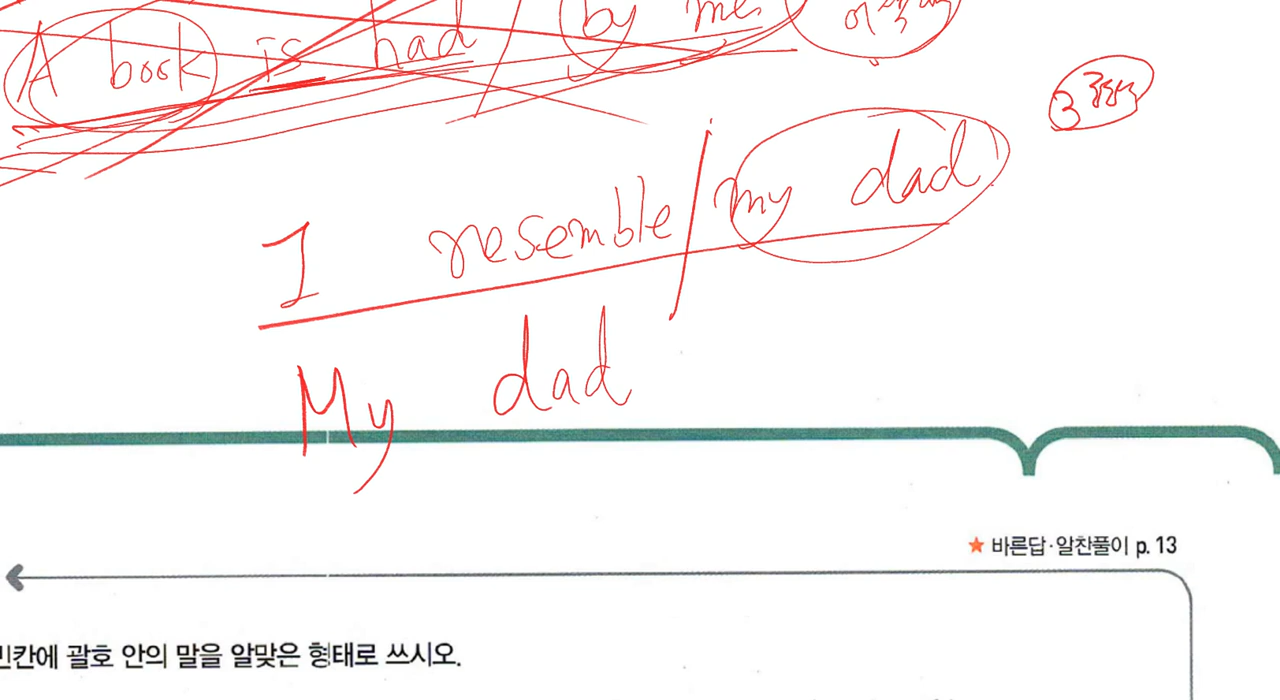 A book is had / by me.
3형식
I resemble / my dad
My dad
★ 바른답·알찬풀이 p. 13
빈칸에 괄호 안의 말을 알맞은 형태로 쓰시오.